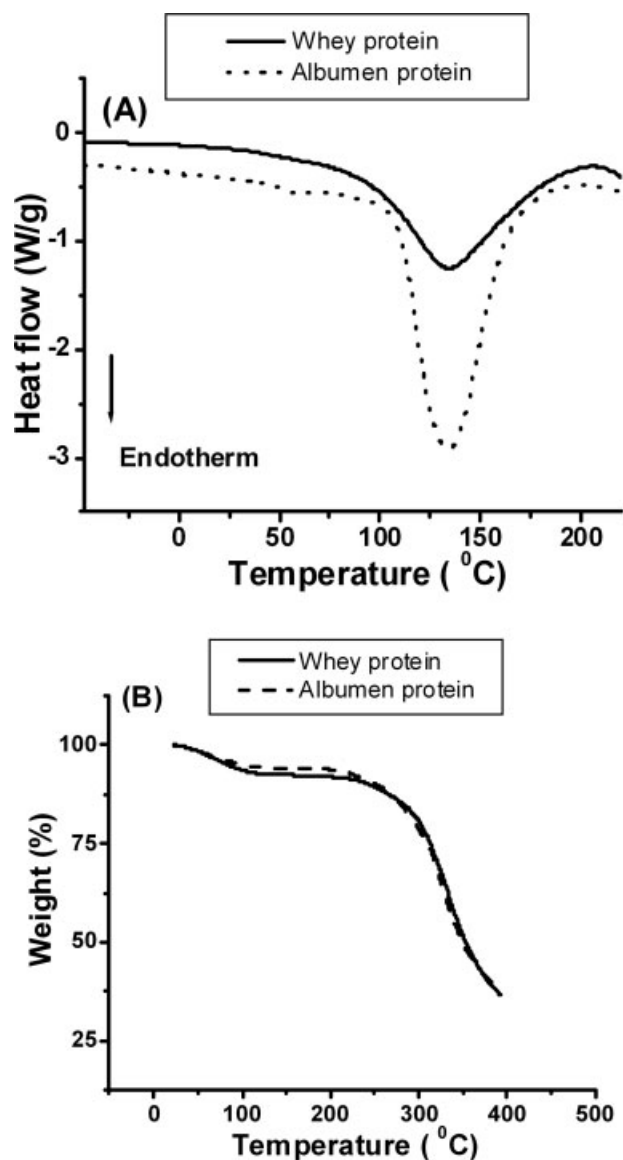 Whey protein
Albumen protein
(A)
0
-1
-2
-3
Heat flow (W/g)
Endotherm
0 50 100 150 200
Temperature ( ⁰C)
Whey protein
Albumen protein
(B)
100
75
50
25
Weight (%)
0 100 200 300 400 500
Temperature ( ⁰C)